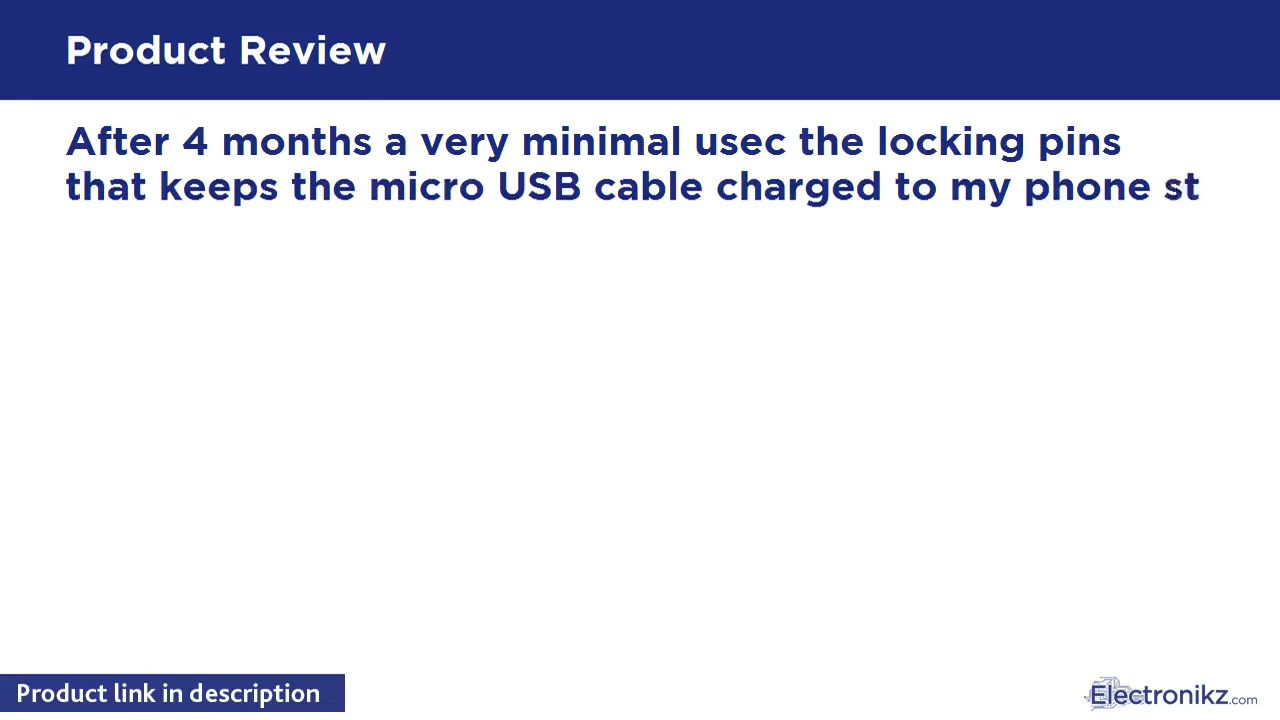 Product Review
After 4 months a very minimal usec the locking pins
that keeps the micro USB cable charged to my phone st
Product link in description
Electronikz.com